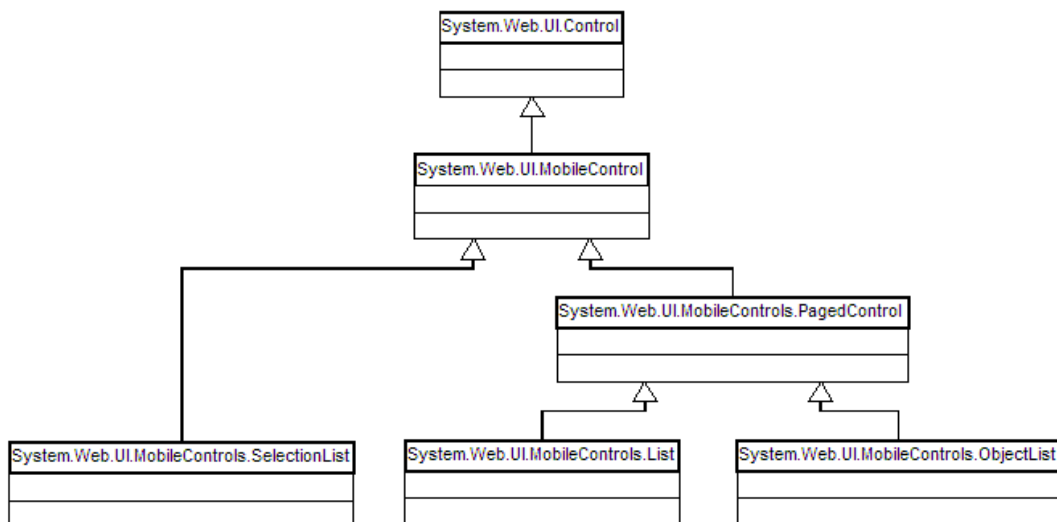 System.Web.UI.Control
System.Web.UI.MobileControl
System.Web.UI.MobileControls.PagedControl
System.Web.UI.MobileControls.SelectionList
System.Web.UI.MobileControls.List
System.Web.UI.MobileControls.ObjectList